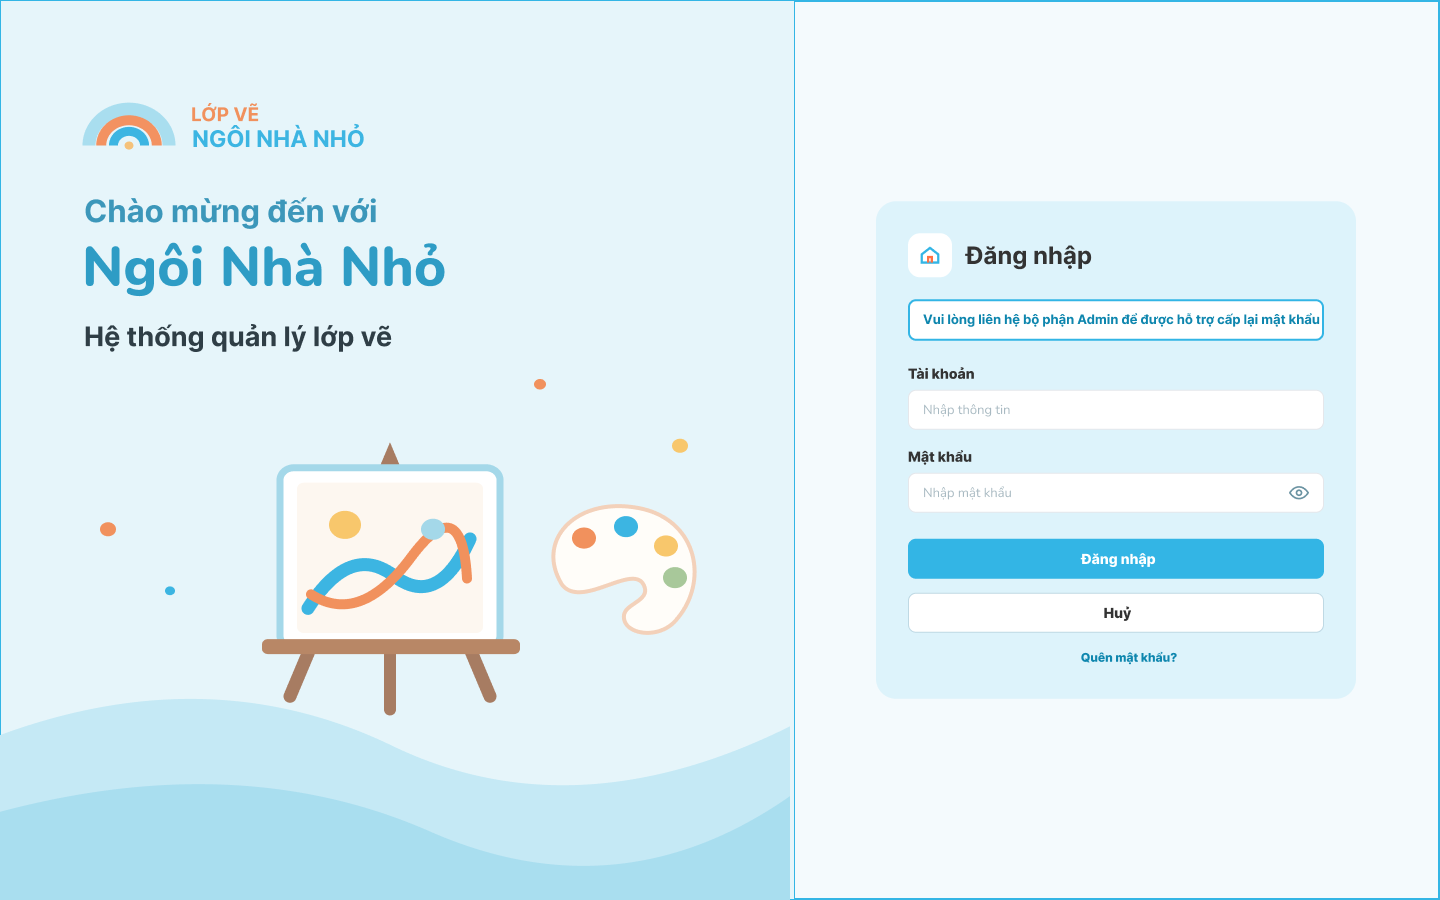 LỚP VẼ
NGÔI NHÀ NHỎ
Chào mừng đến với
Ngôi Nhà Nhỏ
Hệ thống quản lý lớp vẽ
Đăng nhập
Vui lòng liên hệ bộ phận Admin để được hỗ trợ cấp lại mật khẩu
Tài khoản
Nhập thông tin
Mật khẩu
Nhập mật khẩu
Đăng nhập
Huỷ
Quên mật khẩu?